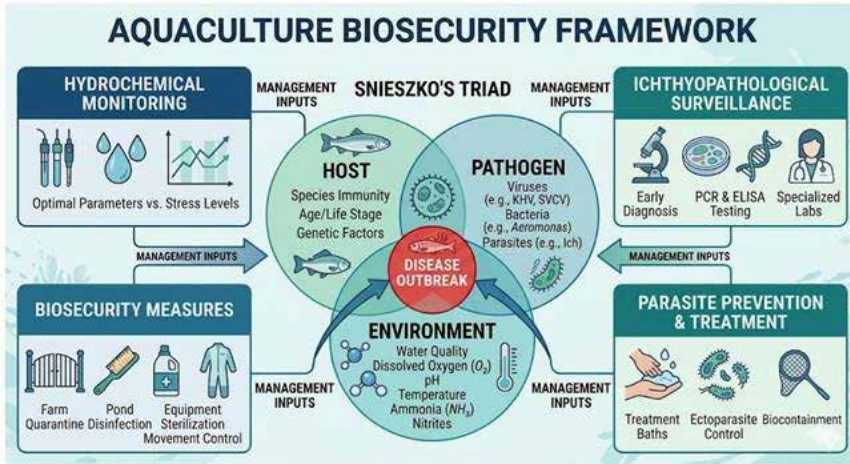 AQUACULTURE BIOSECURITY FRAMEWORK
HYDROCHEMICAL
MONITORING
Optimal Parameters vs. Stress Levels
MANAGEMENT
INPUTS
SNIESZKO'S TRIAD
MANAGEMENT
INPUTS
ICHTHYOPATHOLOGICAL
SURVEILLANCE
Early
Diagnosis
PCR & ELISA
Testing
Specialized
Labs
HOST
Species Immunity
Age/Life Stage
Genetic Factors
PATHOGEN
Viruses
(e.g., KHV, SVCV)
Bacteria
(e.g., Aeromonas)
Parasites (e.g., Ich)
MANAGEMENT INPUTS
DISEASE
OUTBREAK
MANAGEMENT INPUTS
BIOSECURITY MEASURES
Farm
Quarantine
Pond
Disinfection
Equipment
Sterilization
Movement Control
MANAGEMENT
INPUTS
ENVIRONMENT
Water Quality
Dissolved Oxygen (O₂)
pH
Temperature
Ammonia (NH₃)
Nitrites
MANAGEMENT
INPUTS
PARASITE PREVENTION
& TREATMENT
Treatment
Baths
Ectoparasite
Control
Biocontainment